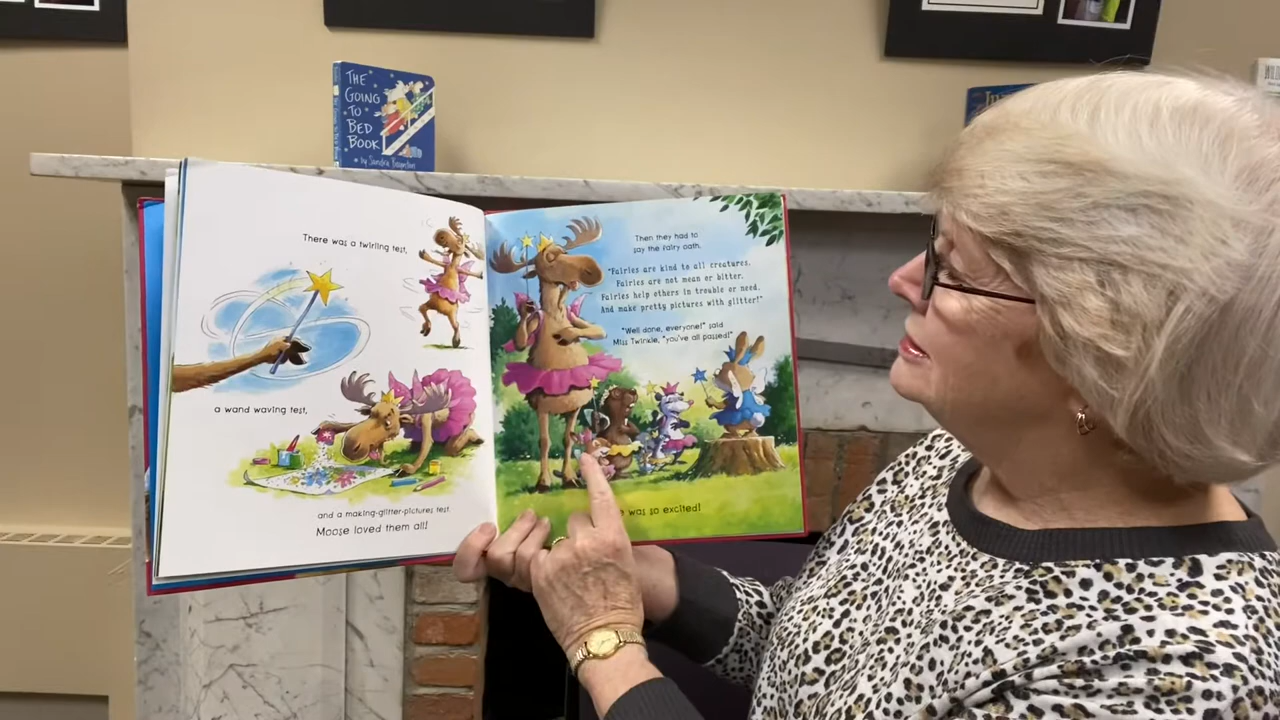 THE
GOING
TO
BED
BOOK
by Sandra Boynton
There was a twirling test,
a wand waving test,
and a making-glitter-pictures test.
Moose loved them all!
Then they had to
say the fairy oath.
"Fairies are kind to all creatures.
Fairies are not mean or bitter.
Fairies help others in trouble or need.
And make pretty pictures with glitter!"
"Well done, everyone!" said
Miss Twinkle, "you've all passed!"
was so excited!